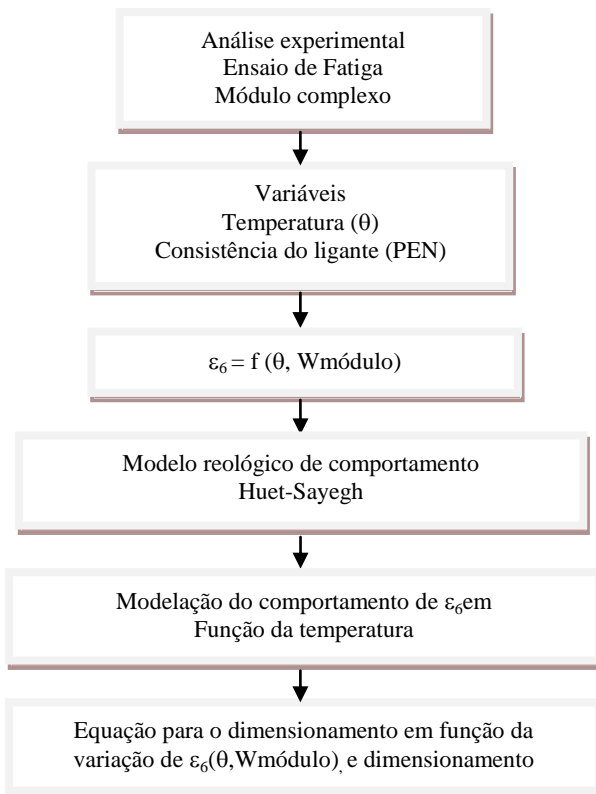 Análise experimental
Ensaio de Fatiga
Módulo complexo
Variáveis
Temperatura (θ)
Consistência do ligante (PEN)
ε₆ = f (θ, Wmódulo)
Modelo reológico de comportamento
Huet-Sayegh
Modelação do comportamento de ε₆em
Função da temperatura
Equação para o dimensionamento em função da
variação de ε₆(θ,Wmódulo), e dimensionamento